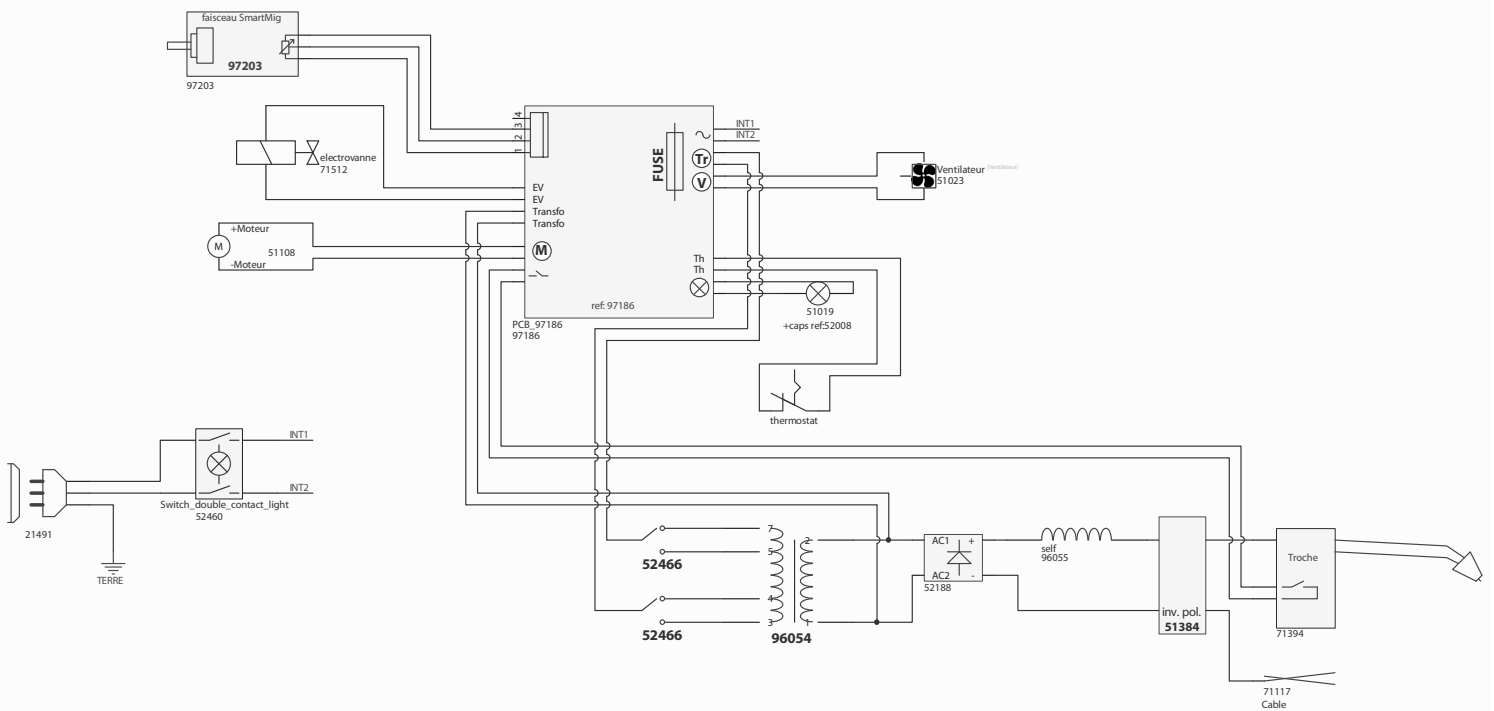 faisceau SmartMig
97203
97203
4
3
2
1
FUSE
INT1
INT2
Tr
V
Ventilateur (Ventilateur)
51023
electrovanne
71512
EV
EV
Transfo
Transfo
M
+Moteur
M
51108
-Moteur
Th
Th
ref: 97186
PCB_97186
97186
51019
+caps ref:52008
thermostat
INT1
INT2
Switch_double_contact_light
52460
21491
TERRE
52466
52466
7
5
4
3
2
1
96054
AC1 +
AC2 -
52188
self
96055
inv. pol.
51384
Troche
71394
71117
Cable